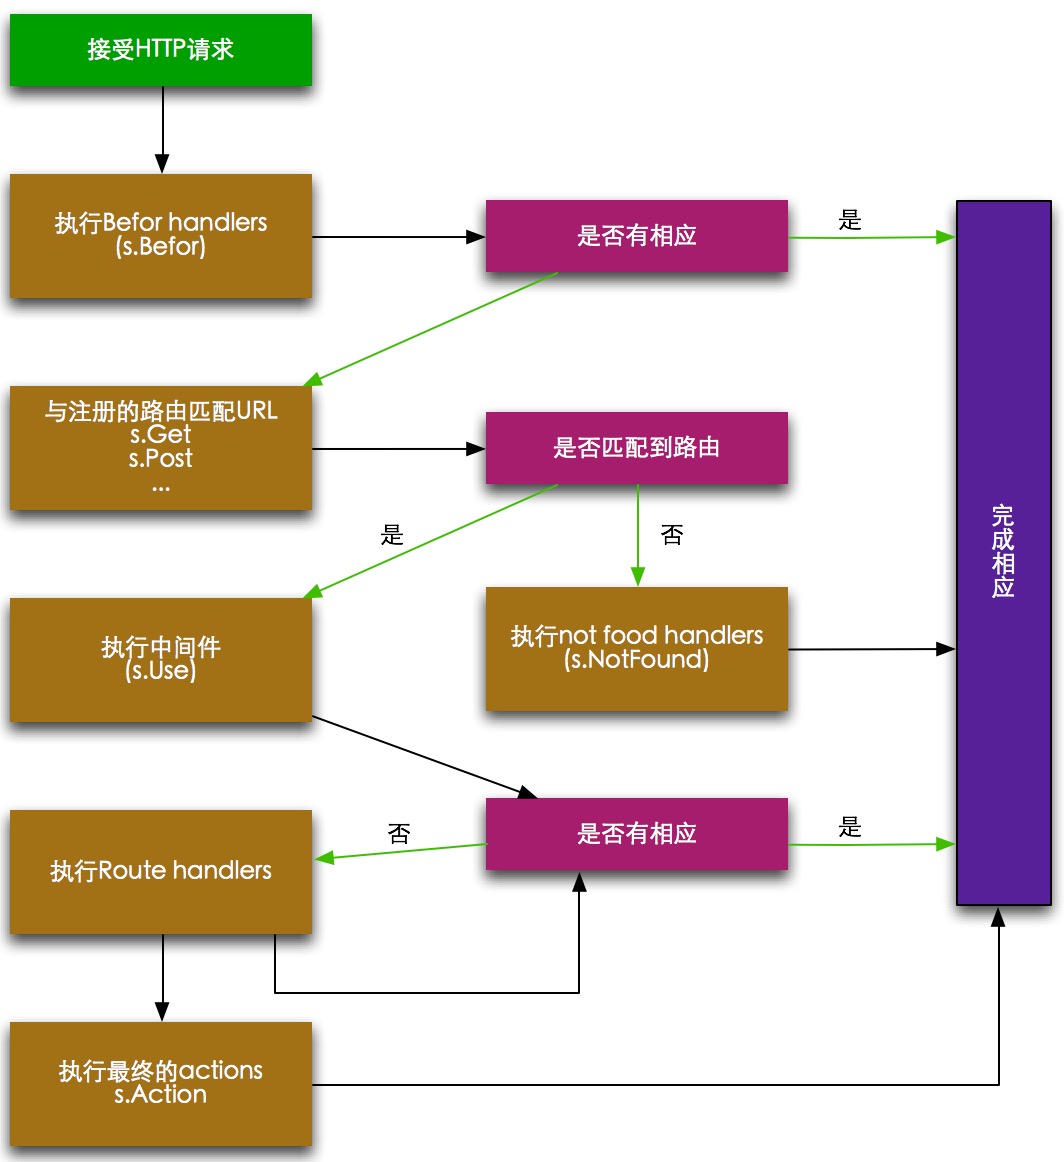 接受HTTP请求
执行Befor handlers
(s.Befor)
是否有相应
是
与注册的路由匹配URL
s.Get
s.Post
...
是否匹配到路由
是
否
执行中间件
(s.Use)
执行not food handlers
(s.NotFound)
完
成
相
应
执行Route handlers
否
是否有相应
是
执行最终的actions
s.Action